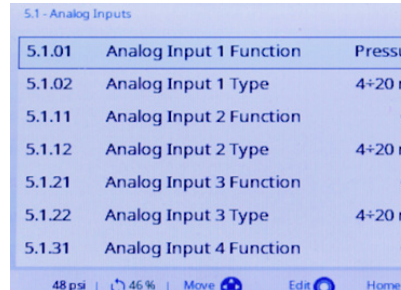 5.1 - Analog Inputs
5.1.01 Analog Input 1 Function
5.1.02 Analog Input 1 Type 4÷20
5.1.11 Analog Input 2 Function
5.1.12 Analog Input 2 Type 4÷20
5.1.21 Analog Input 3 Function
5.1.22 Analog Input 3 Type 4÷20
5.1.31 Analog Input 4 Function
48 psi | 46 % | Move Edit Home